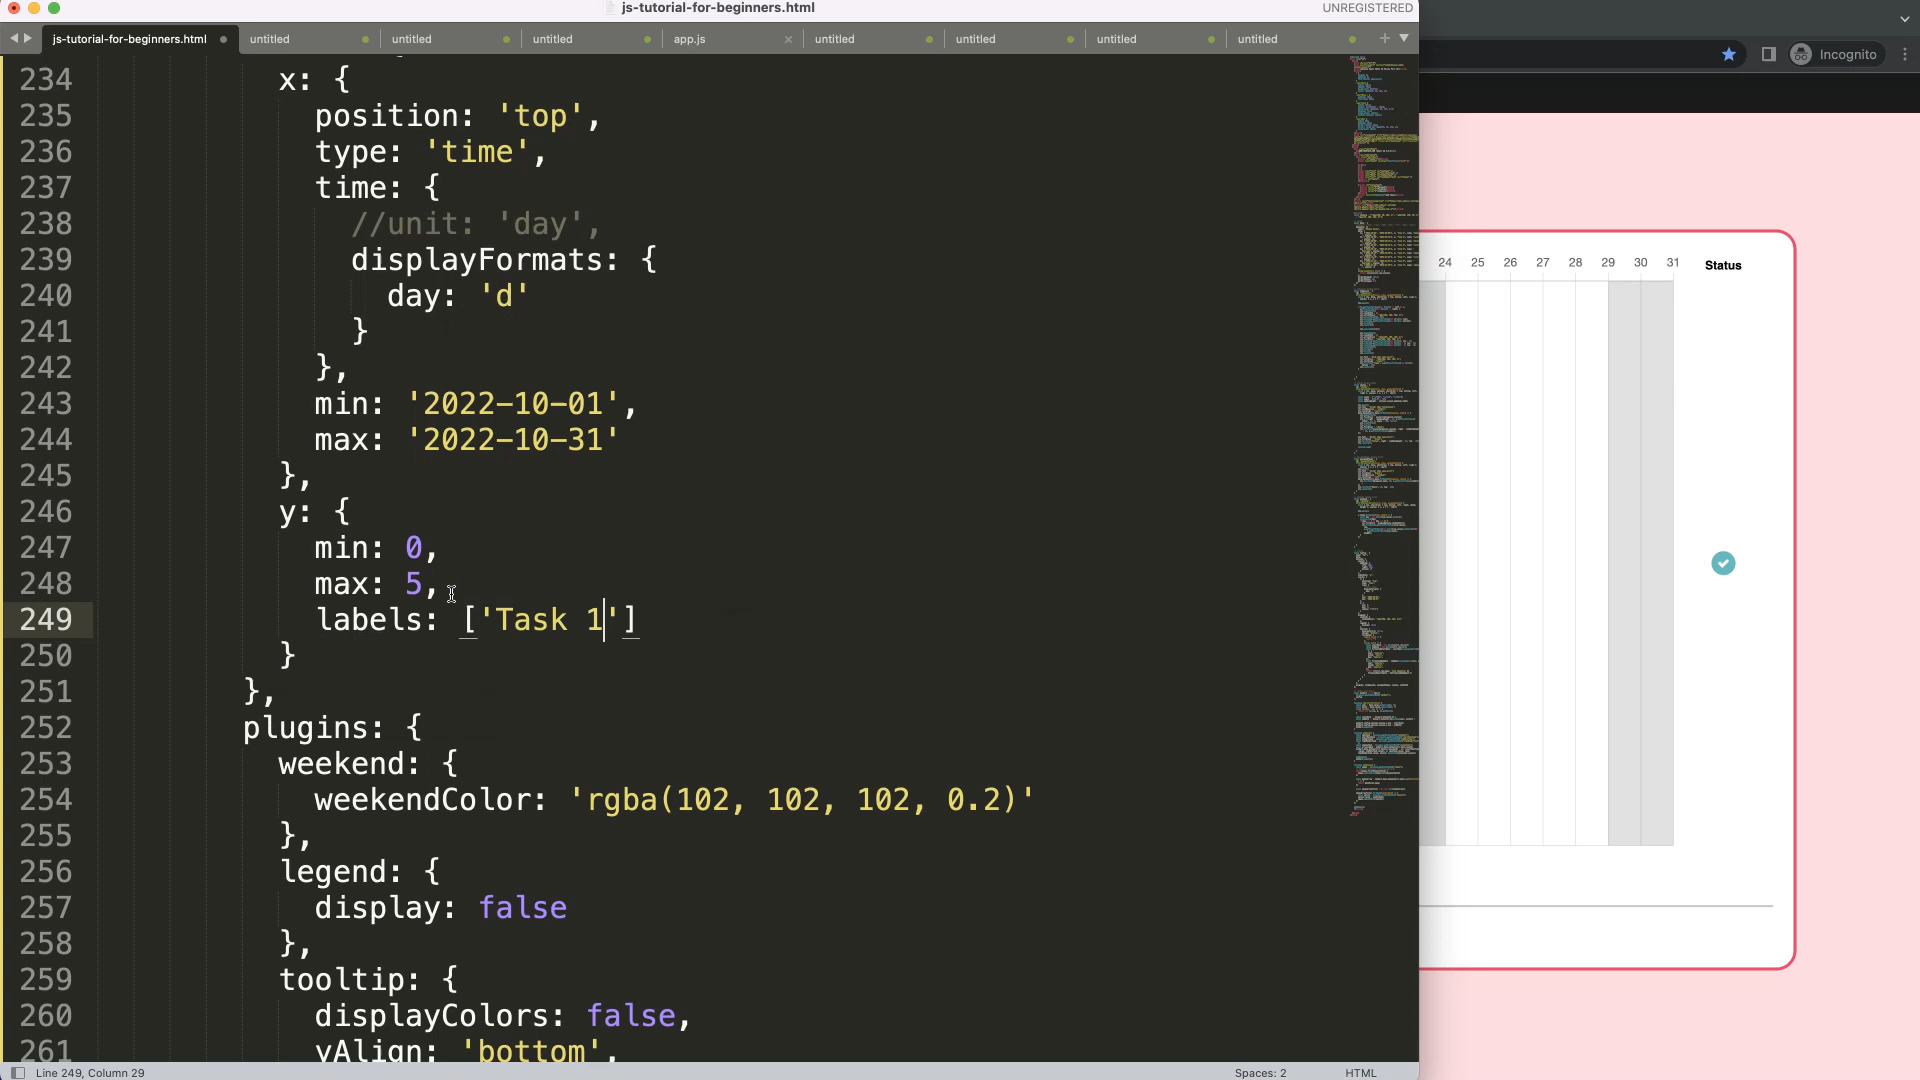 js-tutorial-for-beginners.html
UNREGISTERED
js-tutorial-for-beginners.html untitled untitled untitled app.js untitled untitled untitled untitled
Incognito
234 x: {
235 position: 'top',
236 type: 'time',
237 time: {
238 //unit: 'day',
239 displayFormats: {
240 day: 'd'
241 }
242 },
243 min: '2022-10-01',
244 max: '2022-10-31'
245 },
246 y: {
247 min: 0,
248 max: 5,
249 labels: ['Task 1']
250 }
251 },
252 plugins: {
253 weekend: {
254 weekendColor: 'rgba(102, 102, 102, 0.2)'
255 },
256 legend: {
257 display: false
258 },
259 tooltip: {
260 displayColors: false,
261 yAlign: 'bottom',
24 25 26 27 28 29 30 31 Status
Line 249, Column 29
Spaces: 2 HTML